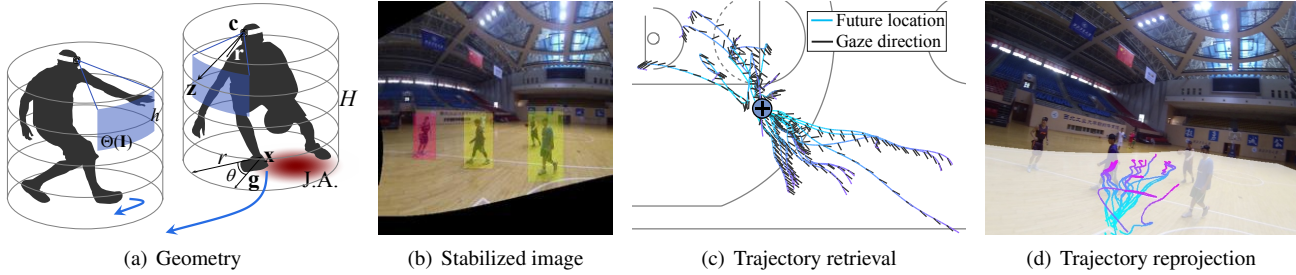 c
r
z
h
H
Θ(I)
r
x
θ
g
J.A.
Future location
Gaze direction
(a) Geometry
(b) Stabilized image
(c) Trajectory retrieval
(d) Trajectory reprojection